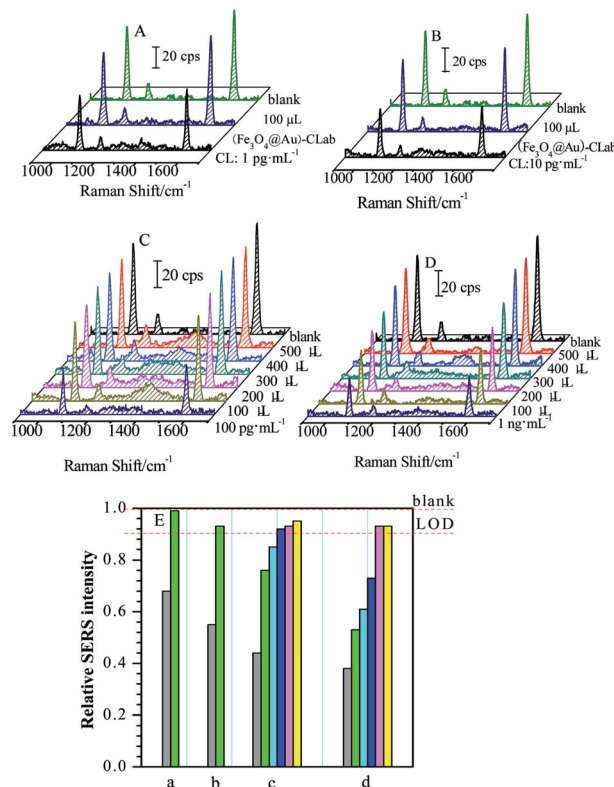 A
20 cps
blank
100 μL
(Fe3O4@Au)-CLab
CL: 1 pg·mL-1
1000 1200 1400 1600
Raman Shift/cm-1
B
20 cps
blank
100 μL
(Fe3O4@Au)-CLab
CL:10 pg·mL-1
1000 1200 1400 1600
Raman Shift/cm-1
C
20 cps
blank
500 μL
400 μL
300 μL
200 μL
100 μL
100 pg·mL-1
1000 1200 1400 1600
Raman Shift/cm-1
D
20 cps
blank
500 μL
400 μL
300 μL
200 μL
100 μL
1 ng·mL-1
1000 1200 1400 1600
Raman Shift/cm-1
E
blank
LOD
1.0
0.8
0.6
0.4
0.2
0.0
Relative SERS intensity
a b c d